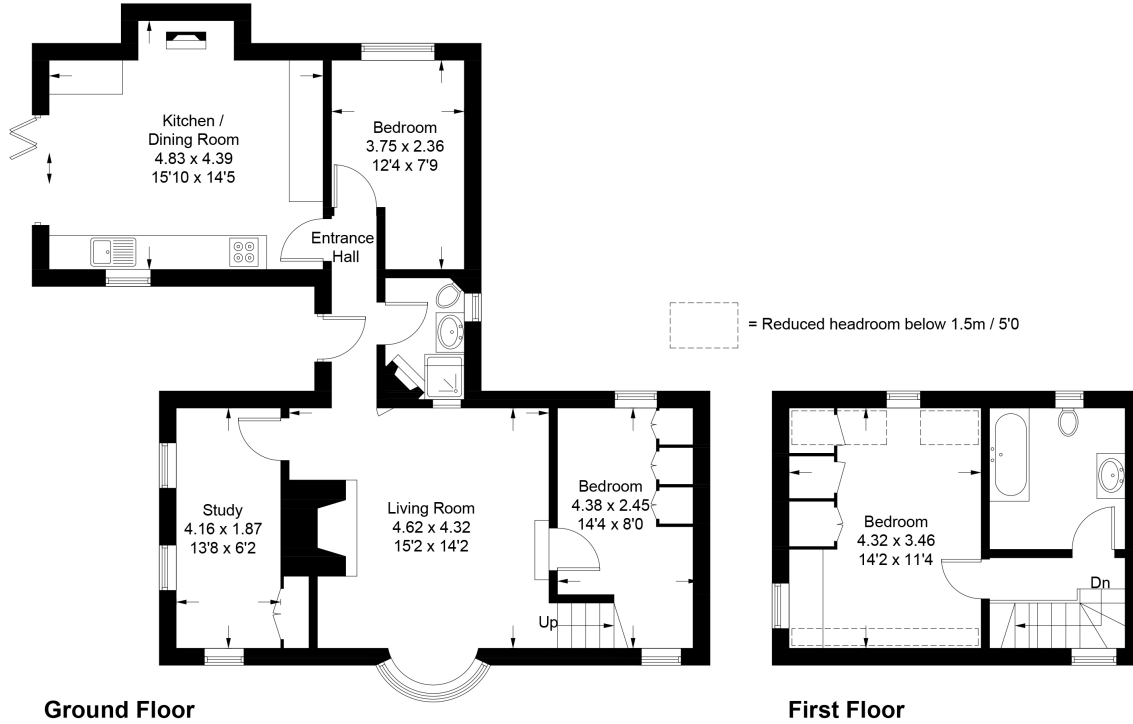 Kitchen /
Dining Room
4.83 x 4.39
15'10 x 14'5
Bedroom
3.75 x 2.36
12'4 x 7'9
Entrance
Hall
= Reduced headroom below 1.5m / 5'0
Study
4.16 x 1.87
13'8 x 6'2
Living Room
4.62 x 4.32
15'2 x 14'2
Bedroom
4.38 x 2.45
14'4 x 8'0
Up
Bedroom
4.32 x 3.46
14'2 x 11'4
Dn
Ground Floor
First Floor